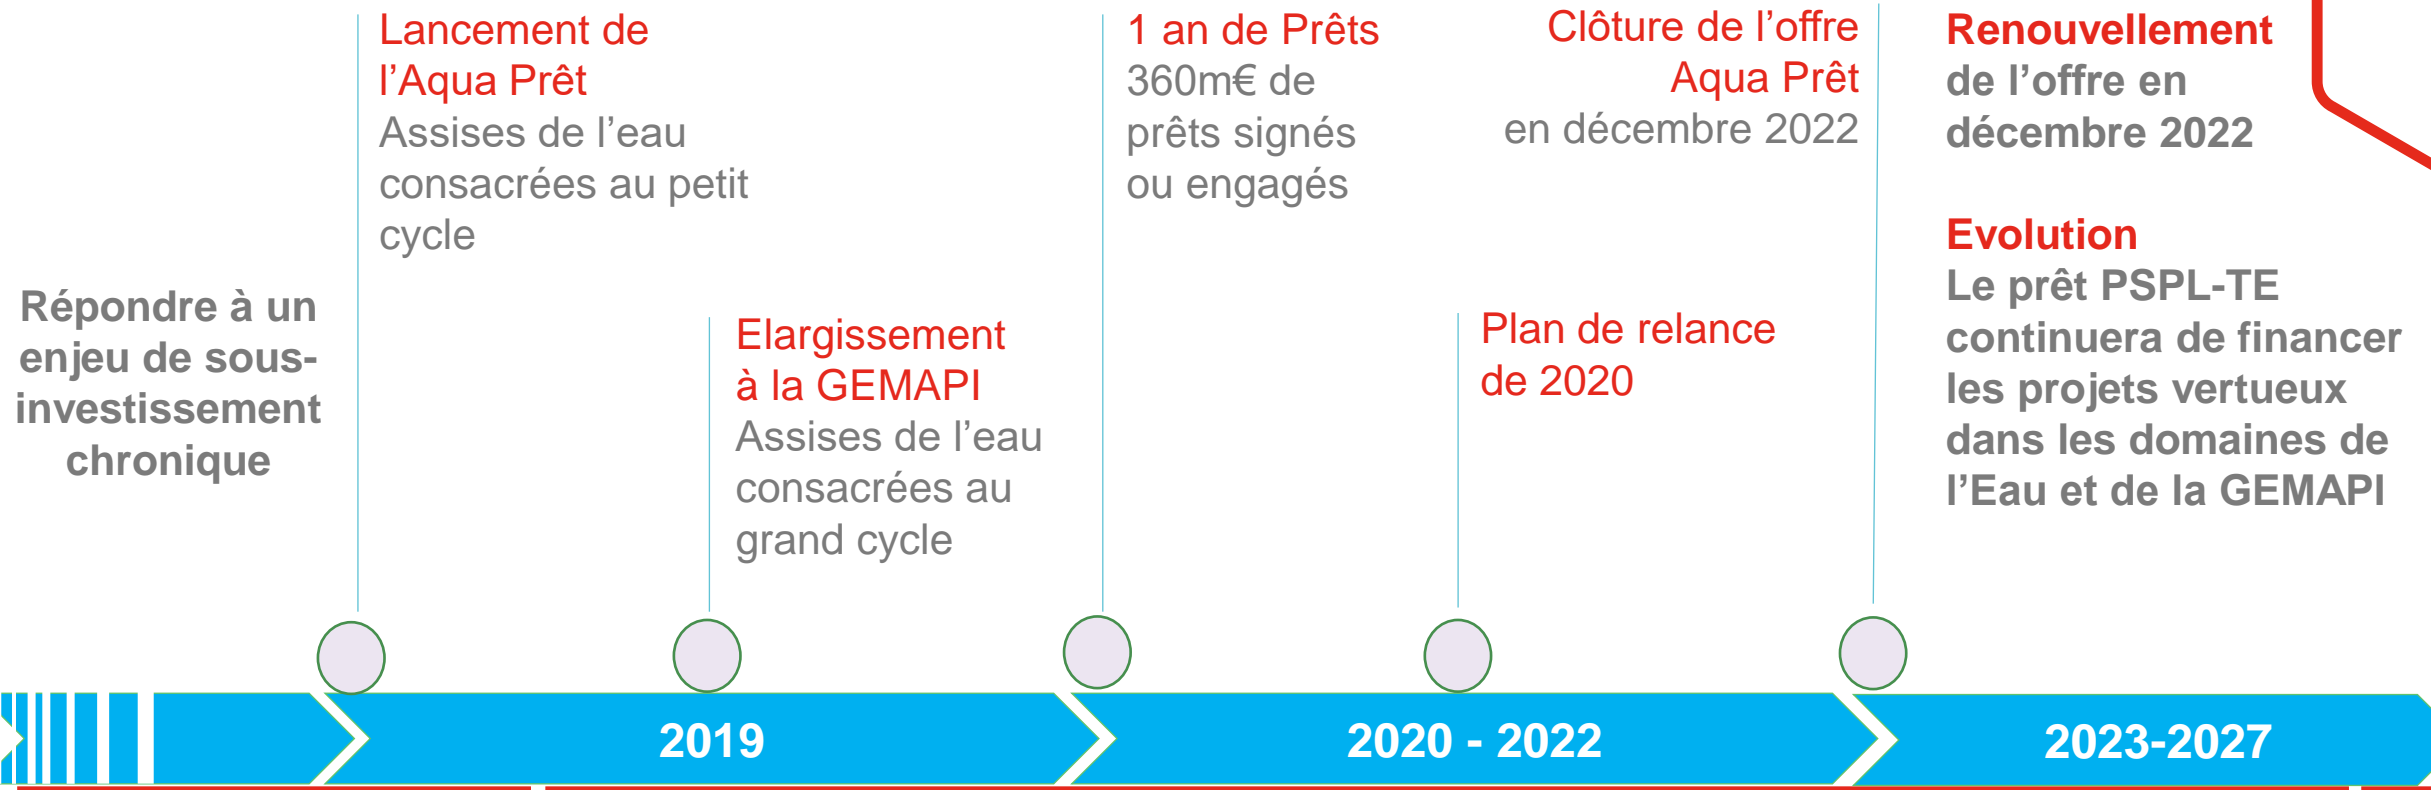 Répondre à un
enjeu de sous-
investissement
chronique
Lancement de
l’Aqua Prêt
Assises de l’eau
consacrées au petit
cycle
Elargissement
à la GEMAPI
Assises de l’eau
consacrées au
grand cycle
1 an de Prêts
360m€ de
prêts signés
ou engagés
Plan de relance
de 2020
Clôture de l’offre
Aqua Prêt
en décembre 2022
Renouvellement
de l’offre en
décembre 2022
Evolution
Le prêt PSPL-TE
continuera de financer
les projets vertueux
dans les domaines de
l’Eau et de la GEMAPI
2019
2020 - 2022
2023-2027